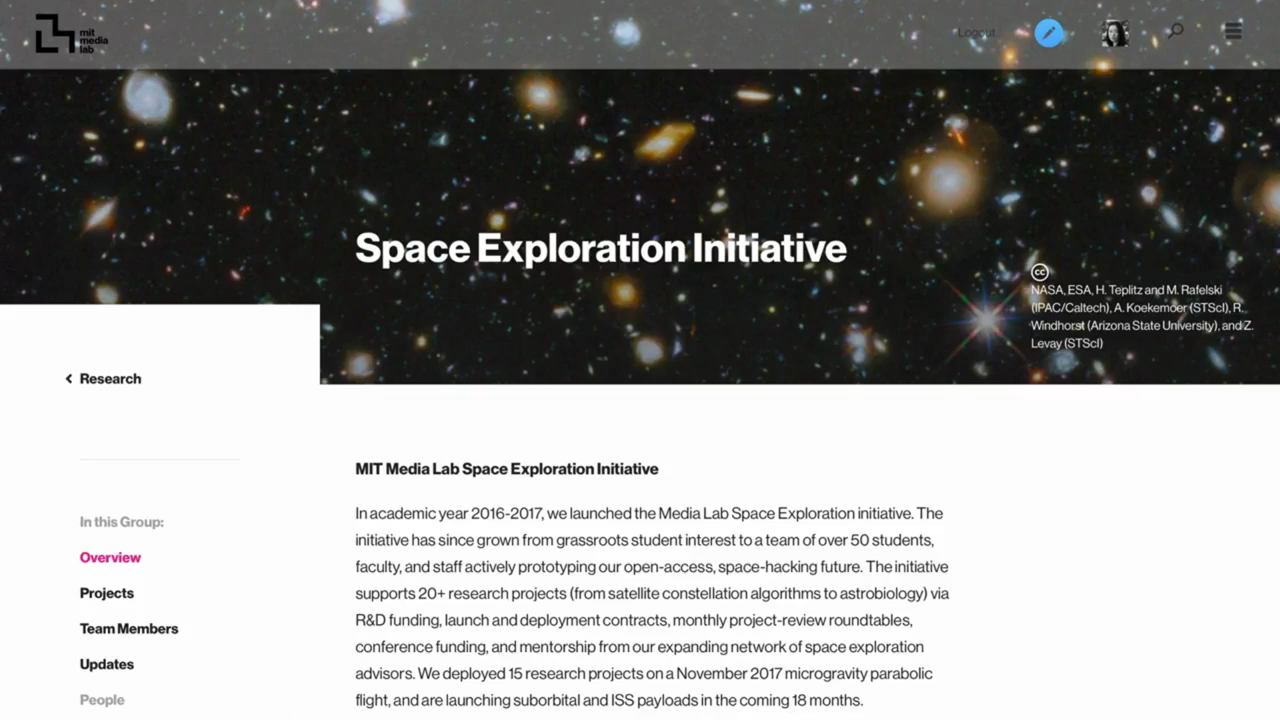 mit
media
lab
Logout
Space Exploration Initiative
cc
NASA, ESA, H. Teplitz and M. Rafelski
(IPAC/Caltech), A. Koekemoer (STScI), R.
Windhorst (Arizona State University), and Z.
Levay (STScI)
Research
In this Group:
Overview
Projects
Team Members
Updates
People
MIT Media Lab Space Exploration Initiative
In academic year 2016-2017, we launched the Media Lab Space Exploration initiative. The
initiative has since grown from grassroots student interest to a team of over 50 students,
faculty, and staff actively prototyping our open-access, space-hacking future. The initiative
supports 20+ research projects (from satellite constellation algorithms to astrobiology) via
R&D funding, launch and deployment contracts, monthly project-review roundtables,
conference funding, and mentorship from our expanding network of space exploration
advisors. We deployed 15 research projects on a November 2017 microgravity parabolic
flight, and are launching suborbital and ISS payloads in the coming 18 months.